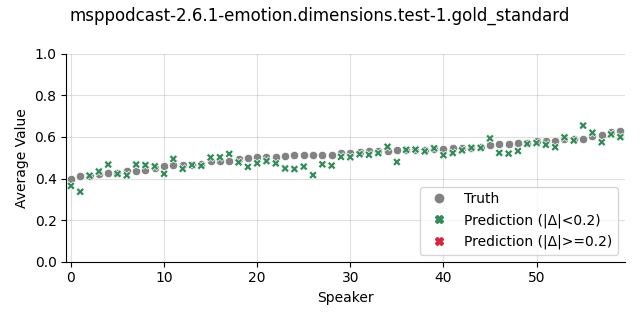 msppodcast-2.6.1-emotion.dimensions.test-1.gold_standard
1.0
0.8
0.6
0.4
0.2
0.0
Average Value
0 10 20 30 40 50
Speaker
Truth
Prediction (|Δ|<0.2)
Prediction (|Δ|>=0.2)